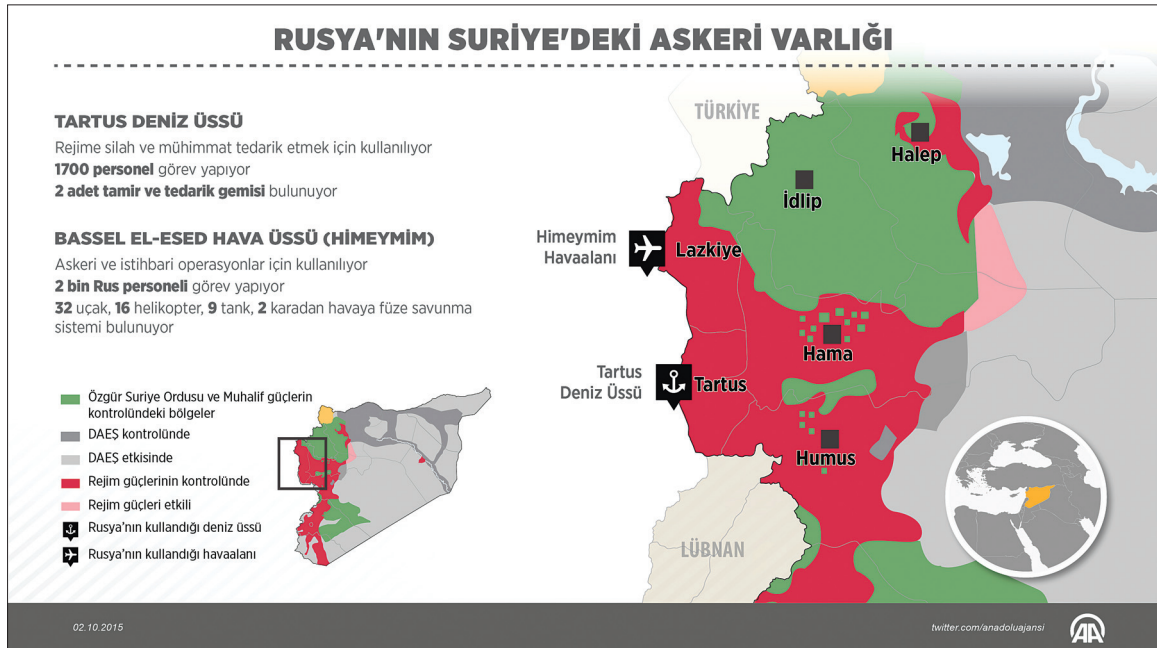 RUSYA'NIN SURİYE'DEKİ ASKERİ VARLIĞI
TARTUS DENİZ ÜSSÜ
Rejime silah ve mühimmat tedarik etmek için kullanılıyor
1700 personel görev yapıyor
2 adet tamir ve tedarik gemisi bulunuyor
BASSEL EL-ESED HAVA ÜSSÜ (HİMEYMİM)
Askeri ve istihbari operasyonlar için kullanılıyor
2 bin Rus personeli görev yapıyor
32 uçak, 16 helikopter, 9 tank, 2 karadan havaya füze savunma
sistemi bulunuyor
Özgür Suriye Ordusu ve Muhalif güçlerin
kontrolündeki bölgeler
DAEŞ kontrolünde
DAEŞ etkisinde
Rejim güçlerinin kontrolünde
Rejim güçleri etkili
Rusya'nın kullandığı deniz üssü
Rusya'nın kullandığı havaalanı
TÜRKİYE
Halep
İdlip
Himeymim
Havaalanı
Lazkiye
Hama
Tartus
Deniz Üssü
Tartus
Humus
LÜBNAN
02.10.2015
twitter.com/anadoluajansi
AA